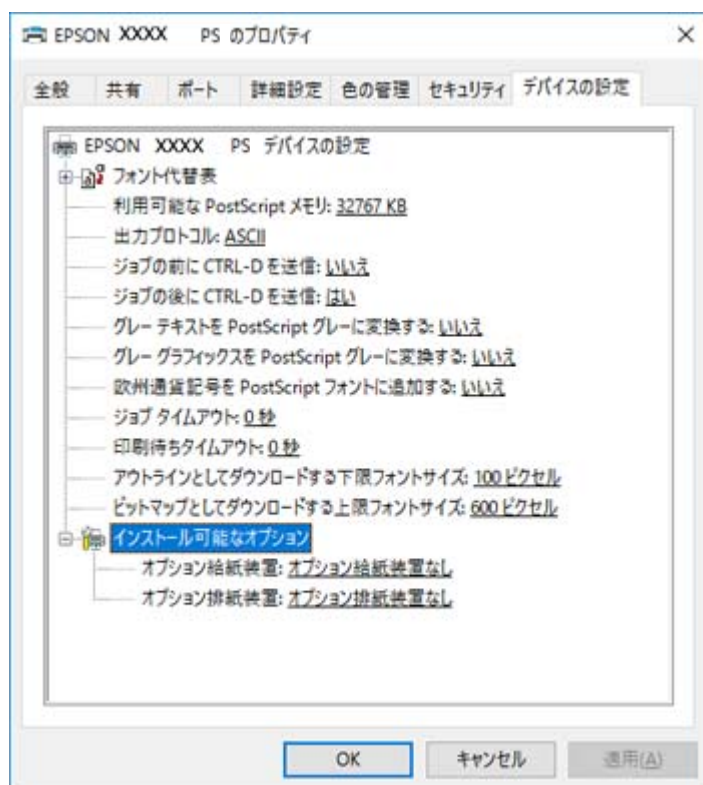 EPSON XXXX PS のプロパティ
全般 共有 ポート 詳細設定 色の管理 セキュリティ デバイスの設定
EPSON XXXX PS デバイスの設定
フォント代替表
利用可能な PostScript メモリ: 32767 KB
出力プロトコル: ASCII
ジョブの前に CTRL-D を送信: いいえ
ジョブの後に CTRL-D を送信: はい
グレー テキストを PostScript グレーに変換する: いいえ
グレー グラフィックスを PostScript グレーに変換する: いいえ
欧州通貨記号を PostScript フォントに追加する: いいえ
ジョブ タイムアウト: 0 秒
印刷待ちタイムアウト: 0 秒
アウトラインとしてダウンロードする下限フォントサイズ: 100 ピクセル
ビットマップとしてダウンロードする上限フォントサイズ: 600 ピクセル
インストール可能なオプション
オプション給紙装置: オプション給紙装置なし
オプション排紙装置: オプション排紙装置なし
OK キャンセル 適用(A)